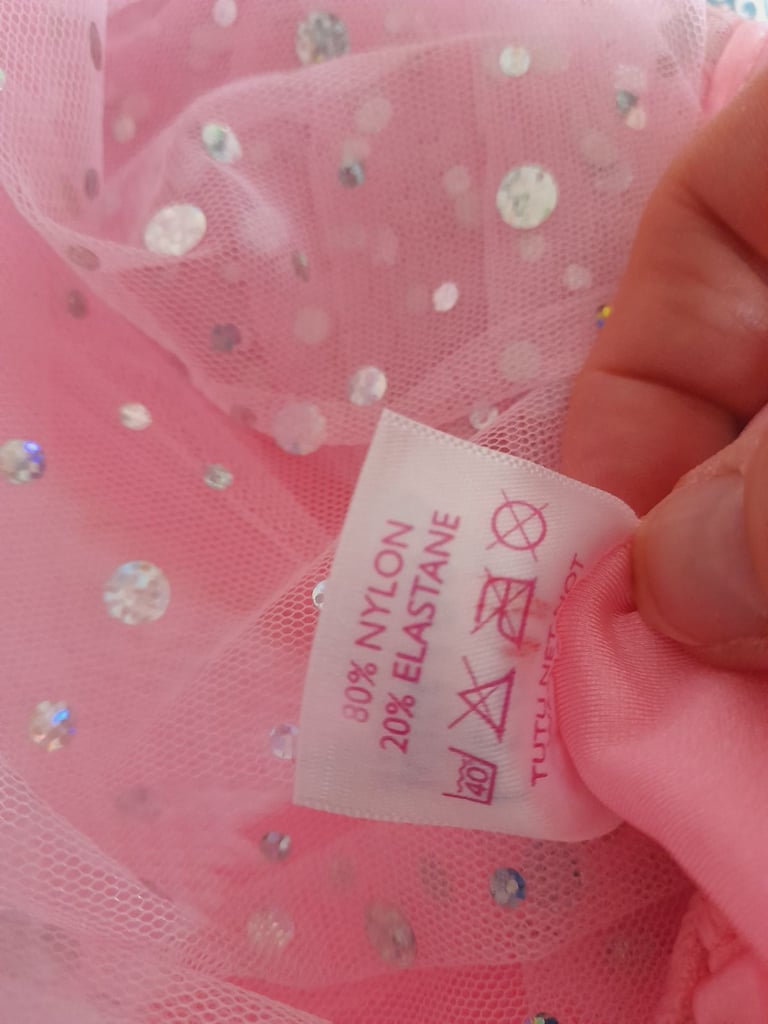 80% NYLON
20% ELASTANE
40
TUTU NET NOT